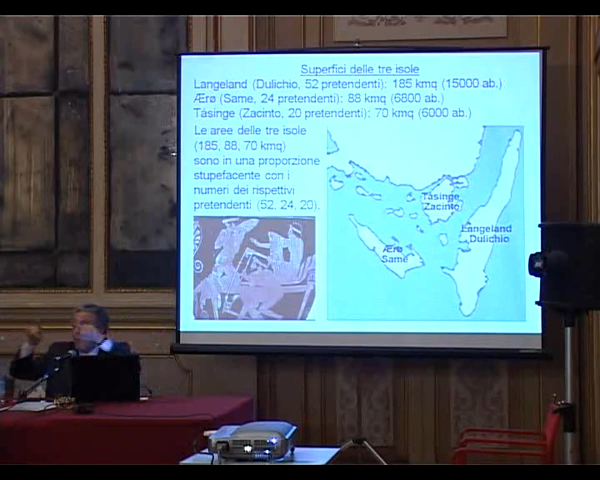 Superfici delle tre isole
Langeland (Dulichio, 52 pretendenti): 185 kmq (15000 ab.)
Ærø (Same, 24 pretendenti): 88 kmq (6800 ab.)
Tåsinge (Zacinto, 20 pretendenti): 70 kmq (6000 ab.)
Le aree delle tre isole
(185, 88, 70 kmq)
sono in una proporzione
stupefacente con i
numeri dei rispettivi
pretendenti (52, 24, 20).
Tåsinge
Zacinto
Langeland
Dulichio
Ærø
Same